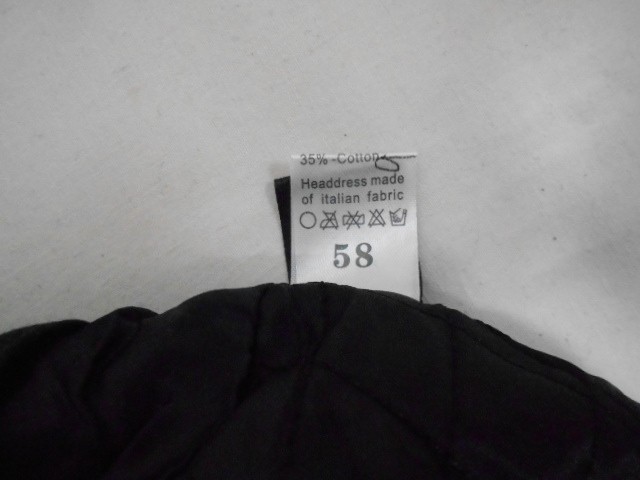 35%-Cotton
Headdress made
of italian fabric
58